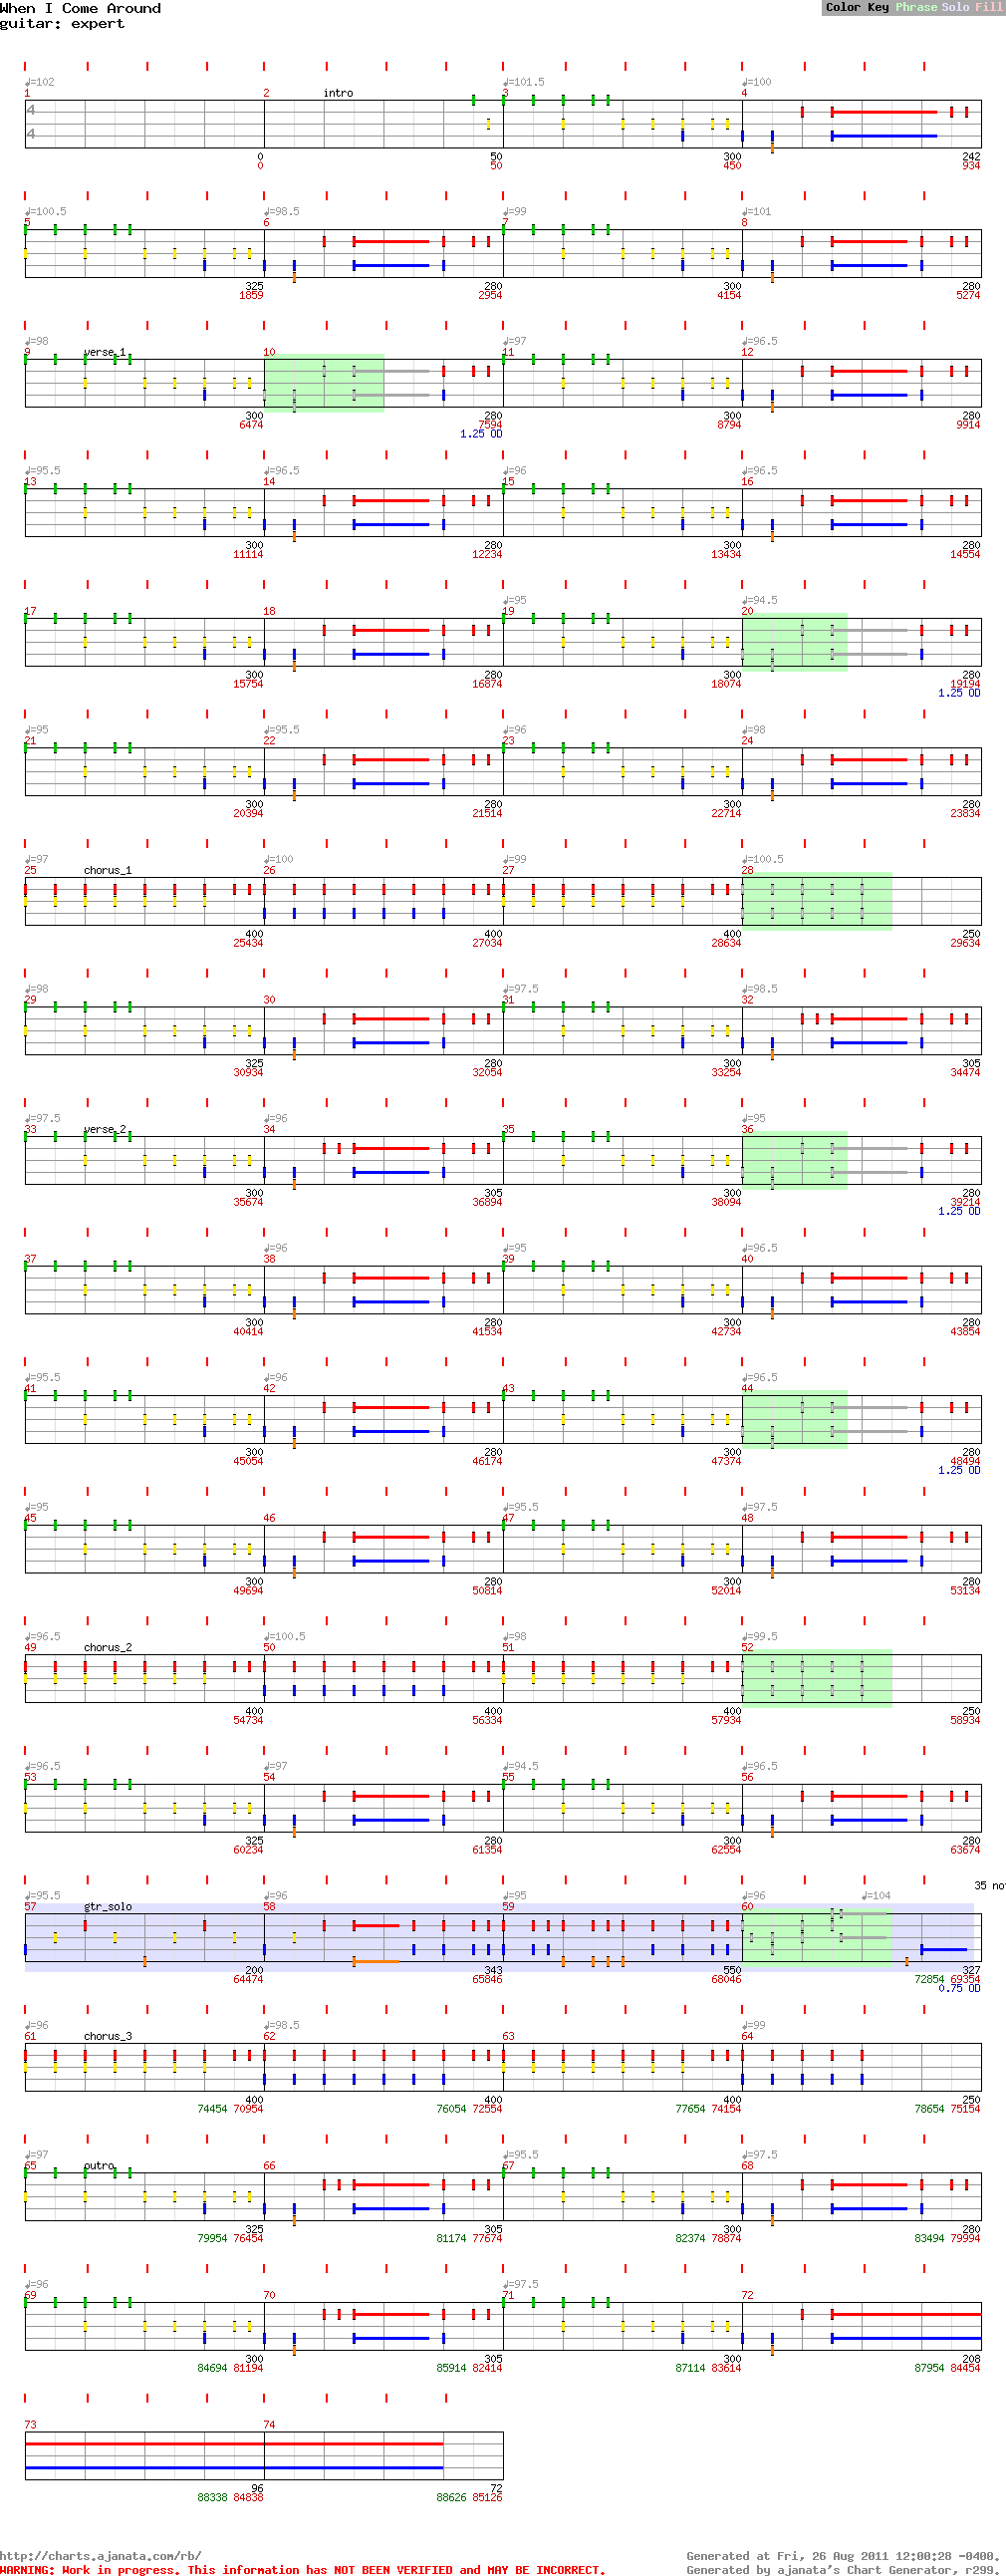 When I Come Around
guitar: expert
Color Key Phrase Solo Fill
♩=102 ♩=101.5 ♩=100
1 2 intro 3 4
4
4
0 50 300 242
0 50 450 934
♩=100.5 ♩=98.5 ♩=99 ♩=101
5 6 7 8
325 280 300 280
1859 2954 4154 5274
♩=98 ♩=97 ♩=96.5
9 verse_1 10 11 12
300 280 300 280
6474 7594 8794 9914
1.25 OD
♩=95.5 ♩=96.5 ♩=96 ♩=96.5
13 14 15 16
300 280 300 280
11114 12234 13434 14554
♩=95 ♩=94.5
17 18 19 20
300 280 300 280
15754 16874 18074 19194
1.25 OD
♩=95 ♩=95.5 ♩=96 ♩=98
21 22 23 24
300 280 300 280
20394 21514 22714 23834
♩=97 ♩=100 ♩=99 ♩=100.5
25 chorus_1 26 27 28
400 400 400 250
25434 27034 28634 29634
♩=98 ♩=97.5 ♩=98.5
29 30 31 32
325 280 300 305
30934 32054 33254 34474
♩=97.5 ♩=96 ♩=95
33 verse_2 34 35 36
300 305 300 280
35674 36894 38094 39214
1.25 OD
♩=96 ♩=95 ♩=96.5
37 38 39 40
300 280 300 280
40414 41534 42734 43854
♩=95.5 ♩=96 ♩=96.5
41 42 43 44
300 280 300 280
45054 46174 47374 48494
1.25 OD
♩=95 ♩=95.5 ♩=97.5
45 46 47 48
300 280 300 280
49694 50814 52014 53134
♩=96.5 ♩=100.5 ♩=98 ♩=99.5
49 chorus_2 50 51 52
400 400 400 250
54734 56334 57934 58934
♩=96.5 ♩=97 ♩=94.5 ♩=96.5
53 54 55 56
325 280 300 280
60234 61354 62554 63674
35 no
♩=95.5 ♩=96 ♩=95 ♩=96 ♩=104
57 gtr_solo 58 59 60
200 343 550 327
64474 65846 68046 72854 69354
0.75 OD
♩=96 ♩=98.5 ♩=99
61 chorus_3 62 63 64
400 400 400 250
74454 70954 76054 72554 77654 74154 78654 75154
♩=97 ♩=95.5 ♩=97.5
65 outro 66 67 68
325 305 300 280
79954 76454 81174 77674 82374 78874 83494 79994
♩=96 ♩=97.5
69 70 71 72
300 305 300 208
84694 81194 85914 82414 87114 83614 87954 84454
73 74
96 72
88338 84838 88626 85126
http://charts.ajanata.com/rb/ Generated at Fri, 26 Aug 2011 12:00:28 -0400.
WARNING: Work in progress. This information has NOT BEEN VERIFIED and MAY BE INCORRECT. Generated by ajanata's Chart Generator, r299.